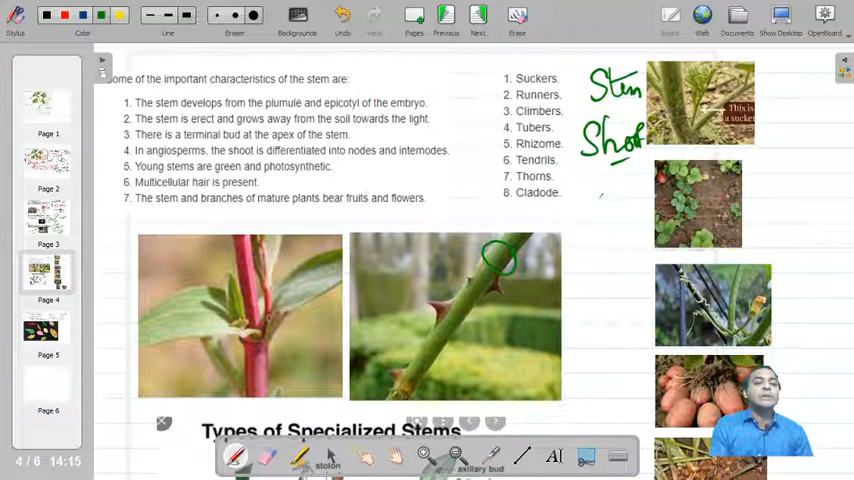 Stylus
Color
Line
Eraser
Backgrounds
Undo
Redo
Pages
Previous
Next
Erase
Board
Web
Documents
Show Desktop
OpenBoard
Page 1
Page 2
Page 3
Page 4
Page 5
Page 6
4 / 6 14:15
ome of the important characteristics of the stem are:
1. The stem develops from the plumule and epicotyl of the embryo.
2. The stem is erect and grows away from the soil towards the light.
3. There is a terminal bud at the apex of the stem.
4. In angiosperms, the shoot is differentiated into nodes and internodes.
5. Young stems are green and photosynthetic.
6. Multicellular hair is present.
7. The stem and branches of mature plants bear fruits and flowers.
1. Suckers.
2. Runners.
3. Climbers.
4. Tubers.
5. Rhizome.
6. Tendrils.
7. Thorns.
8. Cladode.
Stem
Shoot
This is
a sucker
Types of Specialized Stems
stolon
axillary bud